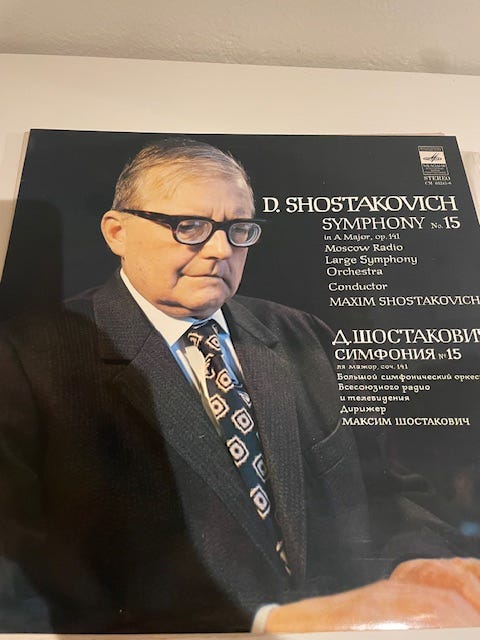 STEREO
D. SHOSTAKOVICH
SYMPHONY No. 15
in A Major, op. 141
Moscow Radio
Large Symphony
Orchestra
Conductor
MAXIM SHOSTAKOVICH
Д. ШОСТАКОВИЧ
СИМФОНИЯ №15
ля мажор, соч. 141
Большой симфонический оркес
Всесоюзного радио
и телевидения
Дирижер
МАКСИМ ШОСТАКОВИЧ